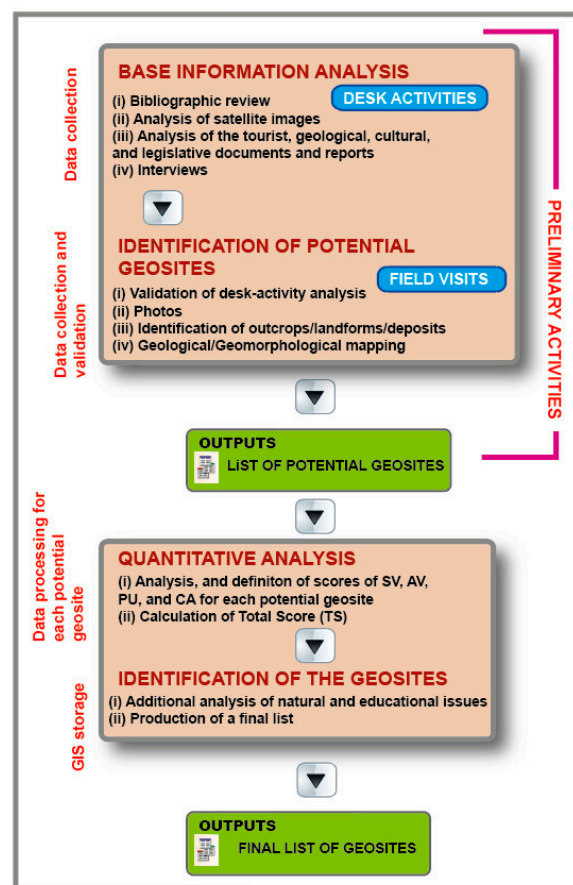 BASE INFORMATION ANALYSIS
DESK ACTIVITIES
(i) Bibliographic review
(ii) Analysis of satellite images
(iii) Analysis of the tourist, geological, cultural,
and legislative documents and reports
(iv) Interviews
Data collection
IDENTIFICATION OF POTENTIAL
GEOSITES
FIELD VISITS
(i) Validation of desk-activity analysis
(ii) Photos
(iii) Identification of outcrops/landforms/deposits
(iv) Geological/Geomorphological mapping
Data collection and
validation
PRELIMINARY ACTIVITIES
OUTPUTS
LiST OF POTENTIAL GEOSITES
QUANTITATIVE ANALYSIS
(i) Analysis, and definiton of scores of SV, AV,
PU, and CA for each potential geosite
(ii) Calculation of Total Score (TS)
Data processing for
each potential
geosite
IDENTIFICATION OF THE GEOSITES
(i) Additional analysis of natural and educational issues
(ii) Production of a final list
GIS storage
OUTPUTS
FINAL LIST OF GEOSITES